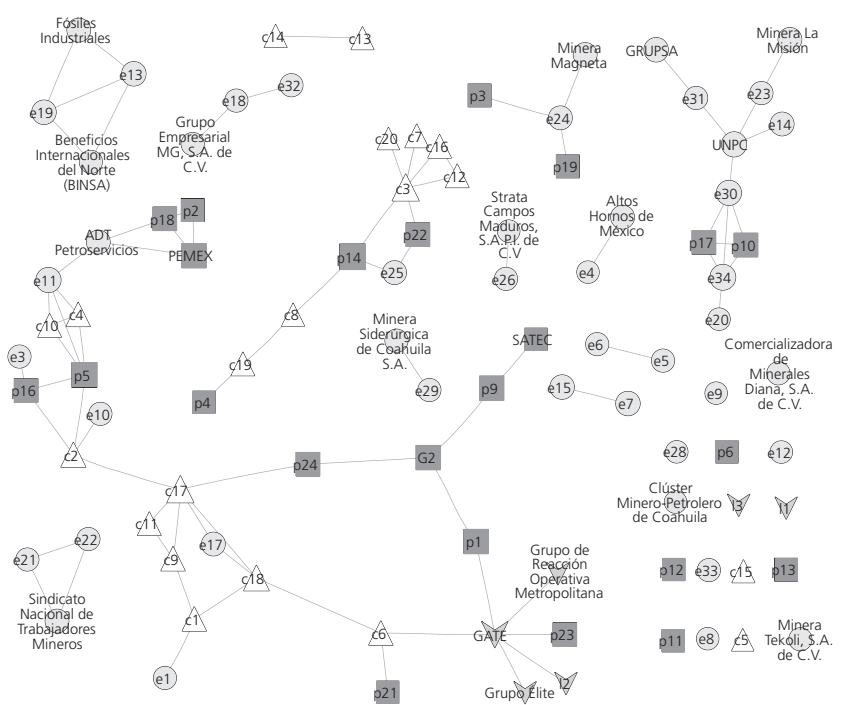 Fósiles
Industriales
e13
e19
Beneficios
Internacionales
del Norte
(BINSA)
c14
c13
e32
e18
Grupo
Empresarial
MG, S.A. de
C.V.
Minera
Magneta
p3
e24
p19
GRUPSA
Minera La
Misión
e31
e23
e14
UNPC
e30
p17
p10
e34
e20
c20
c7
c16
c12
c3
p22
p14
e25
c8
c19
p4
p2
p18
ADT
Petroservicios
PEMEX
e11
c10
c4
e3
p16
p5
e10
c2
Strata
Campos
Maduros,
S.A.P.I. de
C.V
e26
Altos
Hornos de
México
e4
Minera
Siderúrgica
de Coahuila
S.A.
e29
SATEC
p9
G2
p24
p1
e6
e5
e15
e7
Comercializadora
de
Minerales
Diana, S.A.
de C.V.
e9
e28
p6
e12
Clúster
Minero-Petrolero
de Coahuila
I3
I1
p12
e33
c15
p13
p11
e8
c5
Minera
Tekoli, S.A.
de C.V.
c17
c11
c9
e17
c18
c1
e1
e22
e21
Sindicato
Nacional de
Trabajadores
Mineros
c6
p21
Grupo de
Reacción
Operativa
Metropolitana
GATE
p23
Grupo Élite
I2